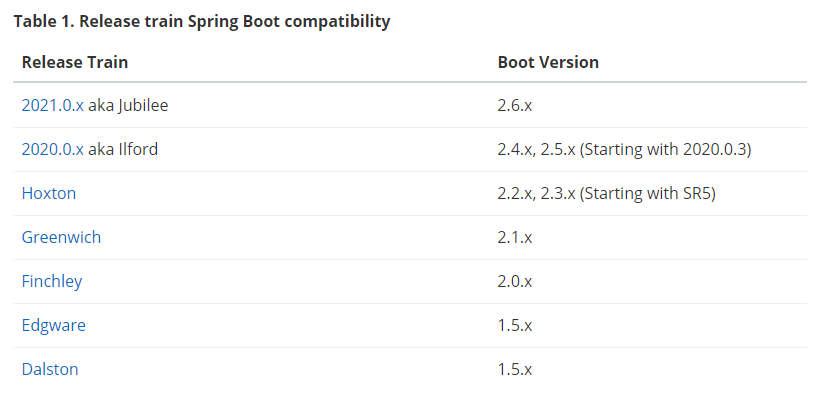 Table 1. Release train Spring Boot compatibility
Release Train Boot Version
2021.0.x aka Jubilee 2.6.x
2020.0.x aka Ilford 2.4.x, 2.5.x (Starting with 2020.0.3)
Hoxton 2.2.x, 2.3.x (Starting with SR5)
Greenwich 2.1.x
Finchley 2.0.x
Edgware 1.5.x
Dalston 1.5.x